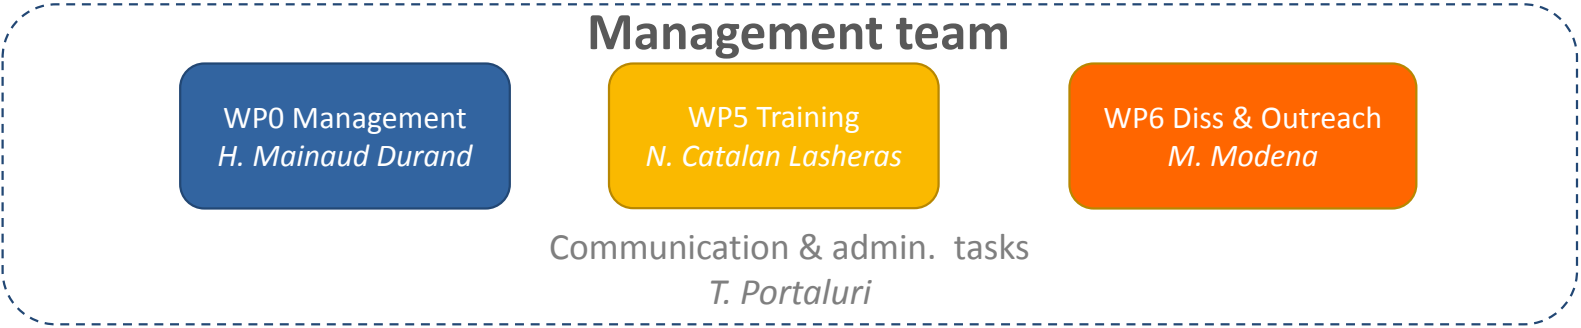 Management team
WP0 Management
H. Mainaud Durand
WP5 Training
N. Catalan Lasheras
WP6 Diss & Outreach
M. Modena
Communication & admin. tasks
T. Portaluri